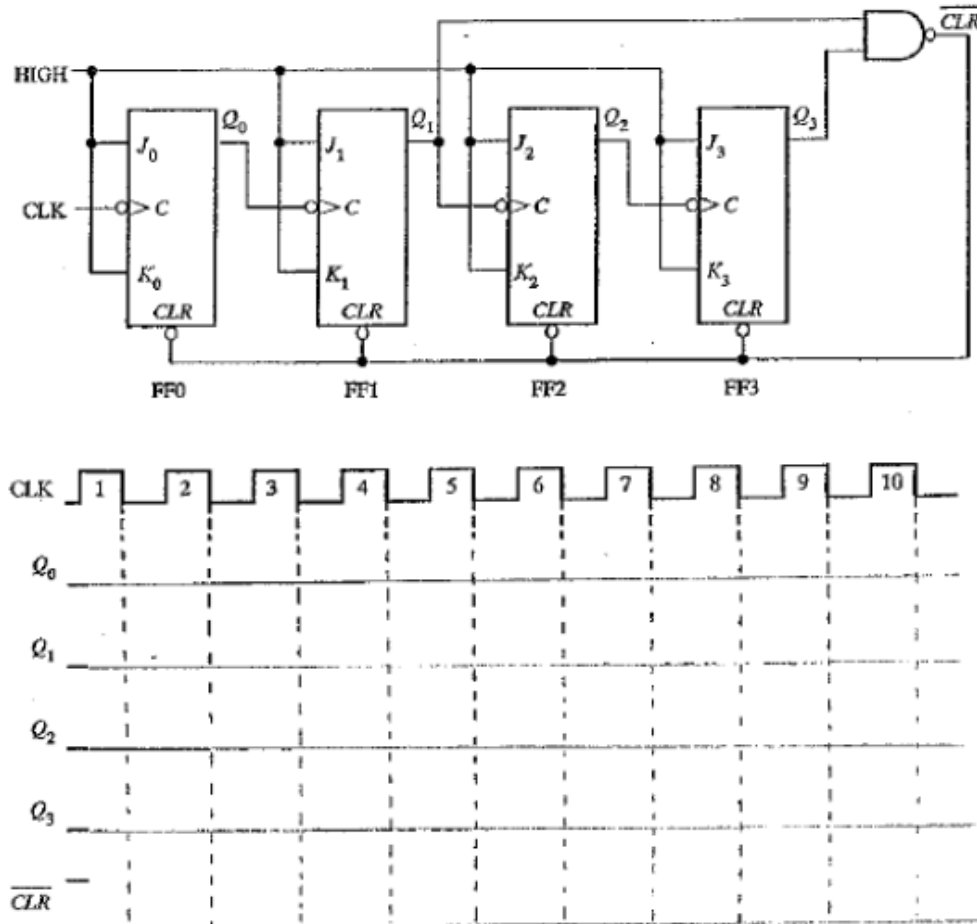 CLR
HIGH
Q0 Q1 Q2 Q3
J0 J1 J2 J3
CLK C C C C
K0 K1 K2 K3
CLR CLR CLR CLR
FF0 FF1 FF2 FF3
CLK 1 2 3 4 5 6 7 8 9 10
Q0
Q1
Q2
Q3
CLR